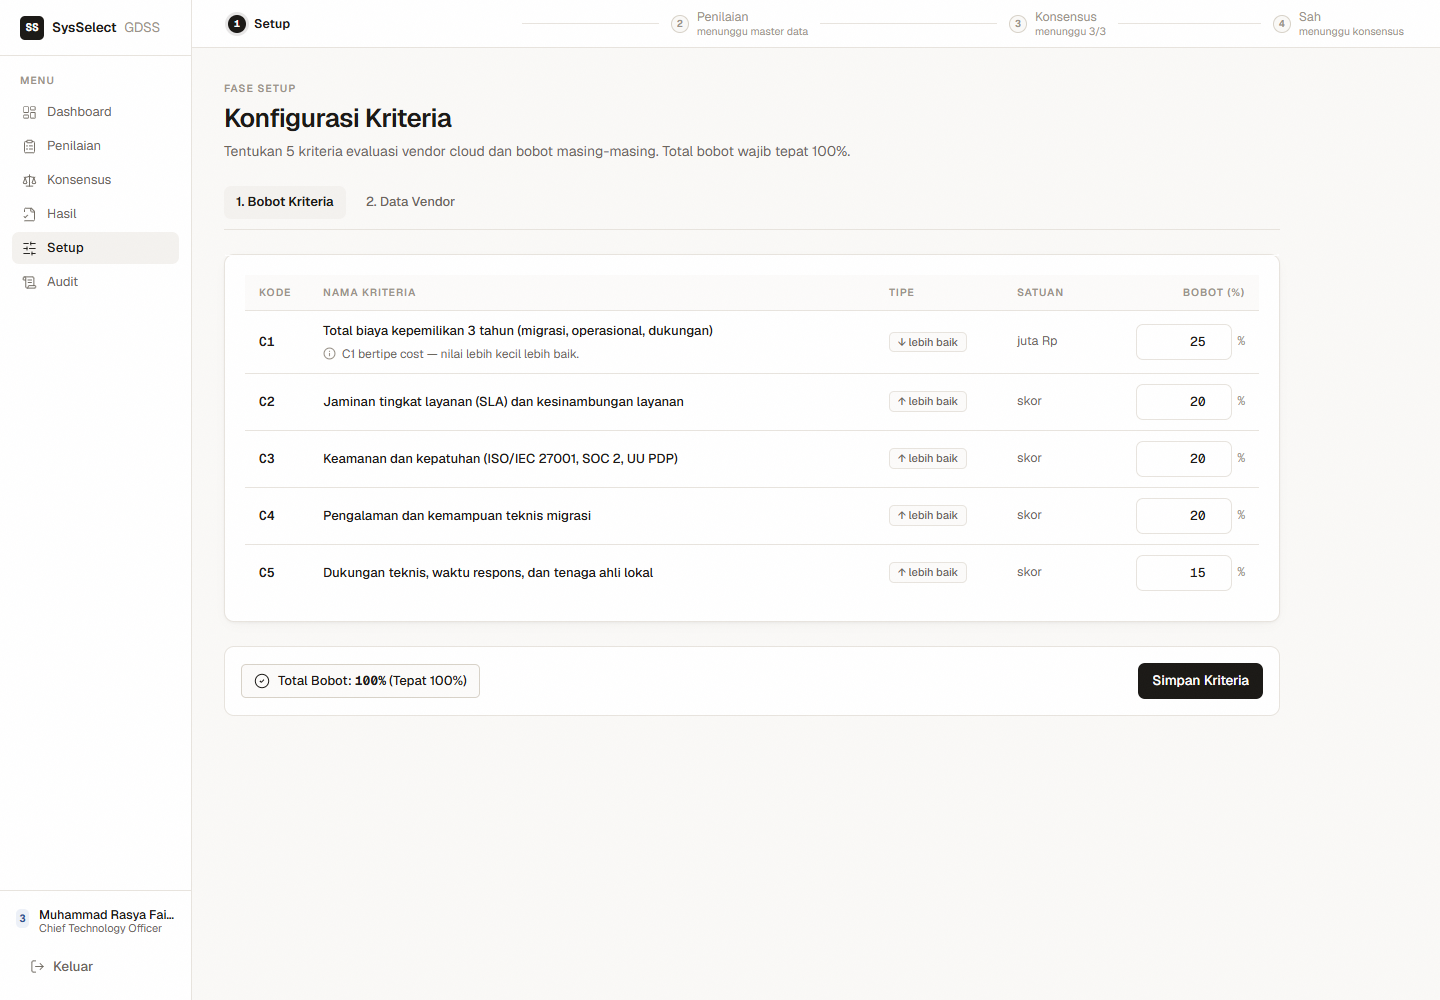 SS SysSelect GDSS
MENU
Dashboard
Penilaian
Konsensus
Hasil
Setup
Audit
3 Muhammad Rasya Fai...
Chief Technology Officer
Keluar
1 Setup
2 Penilaian
menunggu master data
3 Konsensus
menunggu 3/3
4 Sah
menunggu konsensus
FASE SETUP
Konfigurasi Kriteria
Tentukan 5 kriteria evaluasi vendor cloud dan bobot masing-masing. Total bobot wajib tepat 100%.
1. Bobot Kriteria 2. Data Vendor
KODE NAMA KRITERIA TIPE SATUAN BOBOT (%)
C1 Total biaya kepemilikan 3 tahun (migrasi, operasional, dukungan) ↓ lebih baik juta Rp 25 %
C1 bertipe cost — nilai lebih kecil lebih baik.
C2 Jaminan tingkat layanan (SLA) dan kesinambungan layanan ↑ lebih baik skor 20 %
C3 Keamanan dan kepatuhan (ISO/IEC 27001, SOC 2, UU PDP) ↑ lebih baik skor 20 %
C4 Pengalaman dan kemampuan teknis migrasi ↑ lebih baik skor 20 %
C5 Dukungan teknis, waktu respons, dan tenaga ahli lokal ↑ lebih baik skor 15 %
Total Bobot: 100% (Tepat 100%) Simpan Kriteria